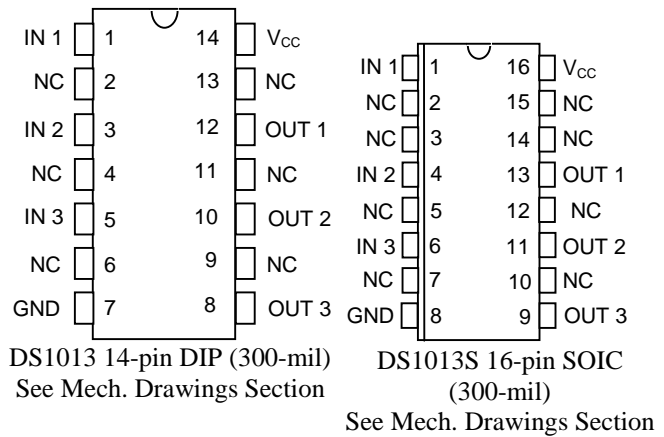 IN 1 1 14 VCC
NC 2 13 NC
IN 2 3 12 OUT 1
NC 4 11 NC
IN 3 5 10 OUT 2
NC 6 9 NC
GND 7 8 OUT 3
DS1013 14-pin DIP (300-mil)
See Mech. Drawings Section
IN 1 1 16 VCC
NC 2 15 NC
NC 3 14 NC
IN 2 4 13 OUT 1
NC 5 12 NC
IN 3 6 11 OUT 2
NC 7 10 NC
GND 8 9 OUT 3
DS1013S 16-pin SOIC
(300-mil)
See Mech. Drawings Section